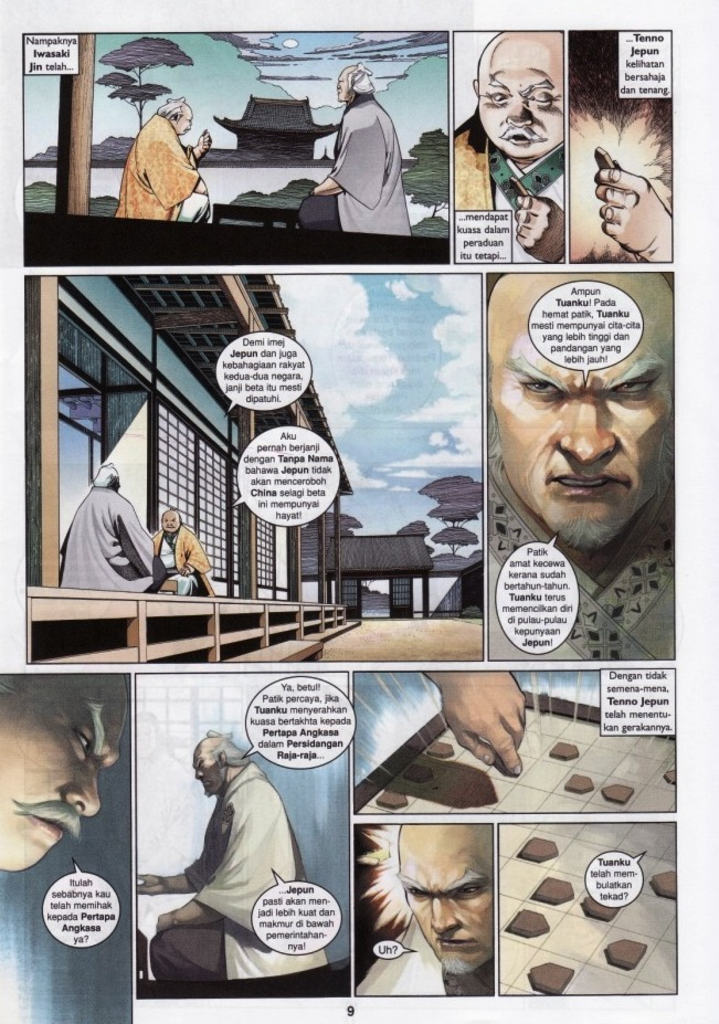 Nampaknya
Iwasaki
Jin telah...
...mendapat
kuasa dalam
peraduan
itu tetapi...
...Tenno
Jepun
kelihatan
bersahaja
dan tenang.
Demi imej
Jepun dan juga
kebahagiaan rakyat
kedua-dua negara,
janji beta itu mesti
dipatuhi.
Aku
pernah berjanji
dengan Tanpa Nama
bahawa Jepun tidak
akan menceroboh
China selagi beta
ini mempunyai
hayat!
Ampun
Tuanku! Pada
hemat patik, Tuanku
mesti mempunyai cita-cita
yang lebih tinggi dan
pandangan yang
lebih jauh!
Patik
amat kecewa
kerana sudah
bertahun-tahun.
Tuanku terus
memencilkan diri
di pulau-pulau
kepunyaan
Jepun!
Itulah
sebabnya kau
telah memihak
kepada Pertapa
Angkasa
ya?
Ya, betul!
Patik percaya, jika
Tuanku menyerahkan
kuasa bertakhta kepada
Pertapa Angkasa
dalam Persidangan
Raja-raja...
...Jepun
pasti akan men-
jadi lebih kuat dan
makmur di bawah
pemerintahan-
nya!
Dengan tidak
semena-mena,
Tenno Jepun
telah menentu-
kan gerakannya.
Uh?
Tuanku
telah mem-
bulatkan
tekad?
9